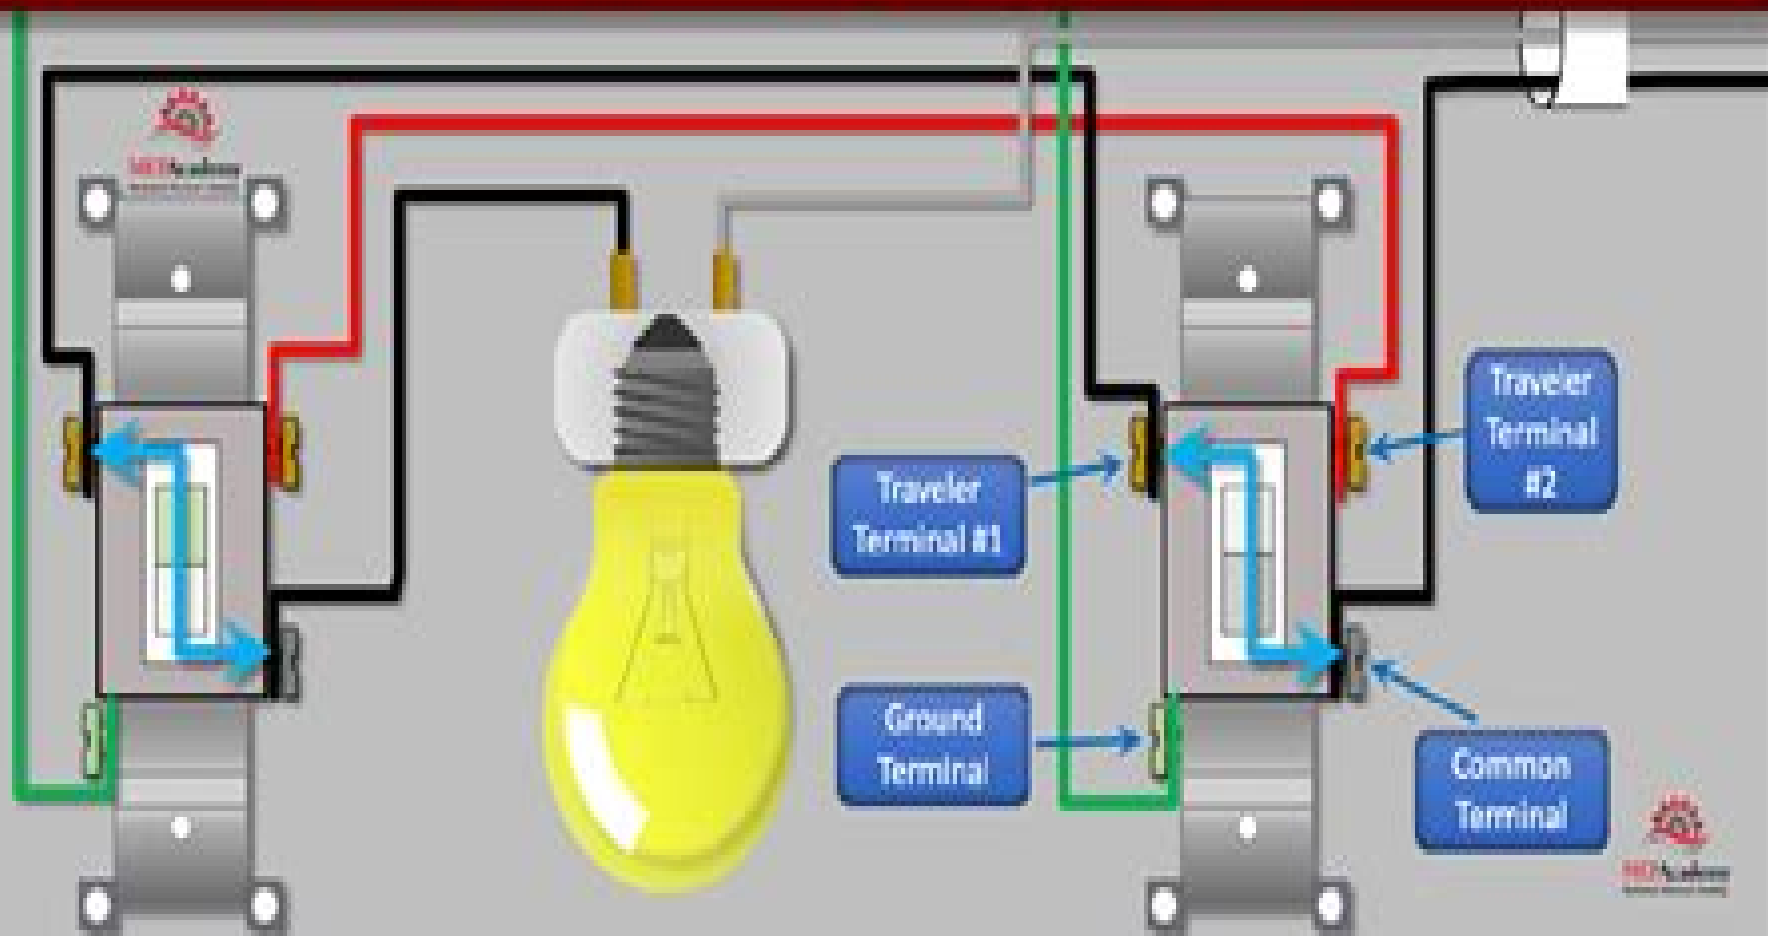 Traveler
Terminal #1
Traveler
Terminal
#2
Ground
Terminal
Common
Terminal